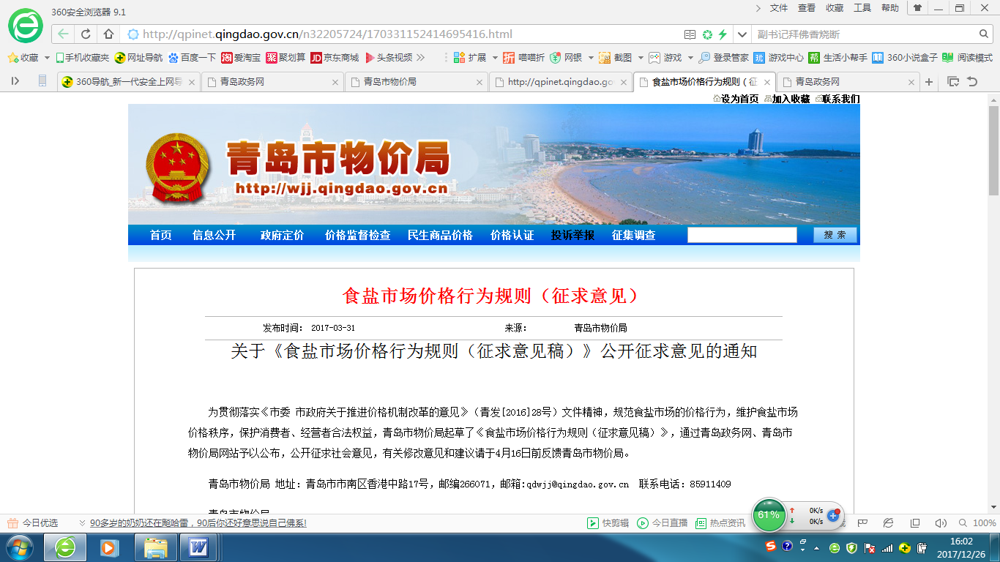 360安全浏览器 9.1
文件 查看 收藏 工具 帮助
http://qpinet.qingdao.gov.cn/n32205724/170331152414695416.html
副书记拜佛香烧断
收藏 手机收藏夹 网址导航 百度一下 爱淘宝 聚划算 京东商城 头条视频 扩展 喵喵折 网银 截图 游戏 登录管家 游戏中心 生活小帮手 360小说盒子 阅读模式
360导航_新一代安全上网导 青岛政务网 青岛市物价局 http://qpinet.qingdao.go 食盐市场价格行为规则（征 青岛政务网
设为首页 加入收藏 联系我们
青岛市物价局
http://wjj.qingdao.gov.cn
首页 信息公开 政府定价 价格监督检查 民生商品价格 价格认证 投诉举报 征集调查 搜 索
食盐市场价格行为规则（征求意见）
发布时间： 2017-03-31 来源： 青岛市物价局
关于《食盐市场价格行为规则（征求意见稿）》公开征求意见的通知
为贯彻落实《市委 市政府关于推进价格机制改革的意见》（青发[2016]28号）文件精神，规范食盐市场的价格行为，维护食盐市场
价格秩序，保护消费者、经营者合法权益，青岛市物价局起草了《食盐市场价格行为规则（征求意见稿）》，通过青岛政务网、青岛市
物价局网站予以公布，公开征求社会意见，有关修改意见和建议请于4月16日前反馈青岛市物价局。
青岛市物价局 地址：青岛市市南区香港中路17号，邮编266071，邮箱:qdwjj@qingdao.gov.cn 联系电话：85911409
青岛市物价局
61% 0K/s
0K/s
今日优选 90多岁的奶奶还在飚哈雷，90后你还好意思说自己佛系! 快剪辑 今日直播 热点资讯 100%
16:02
2017/12/26